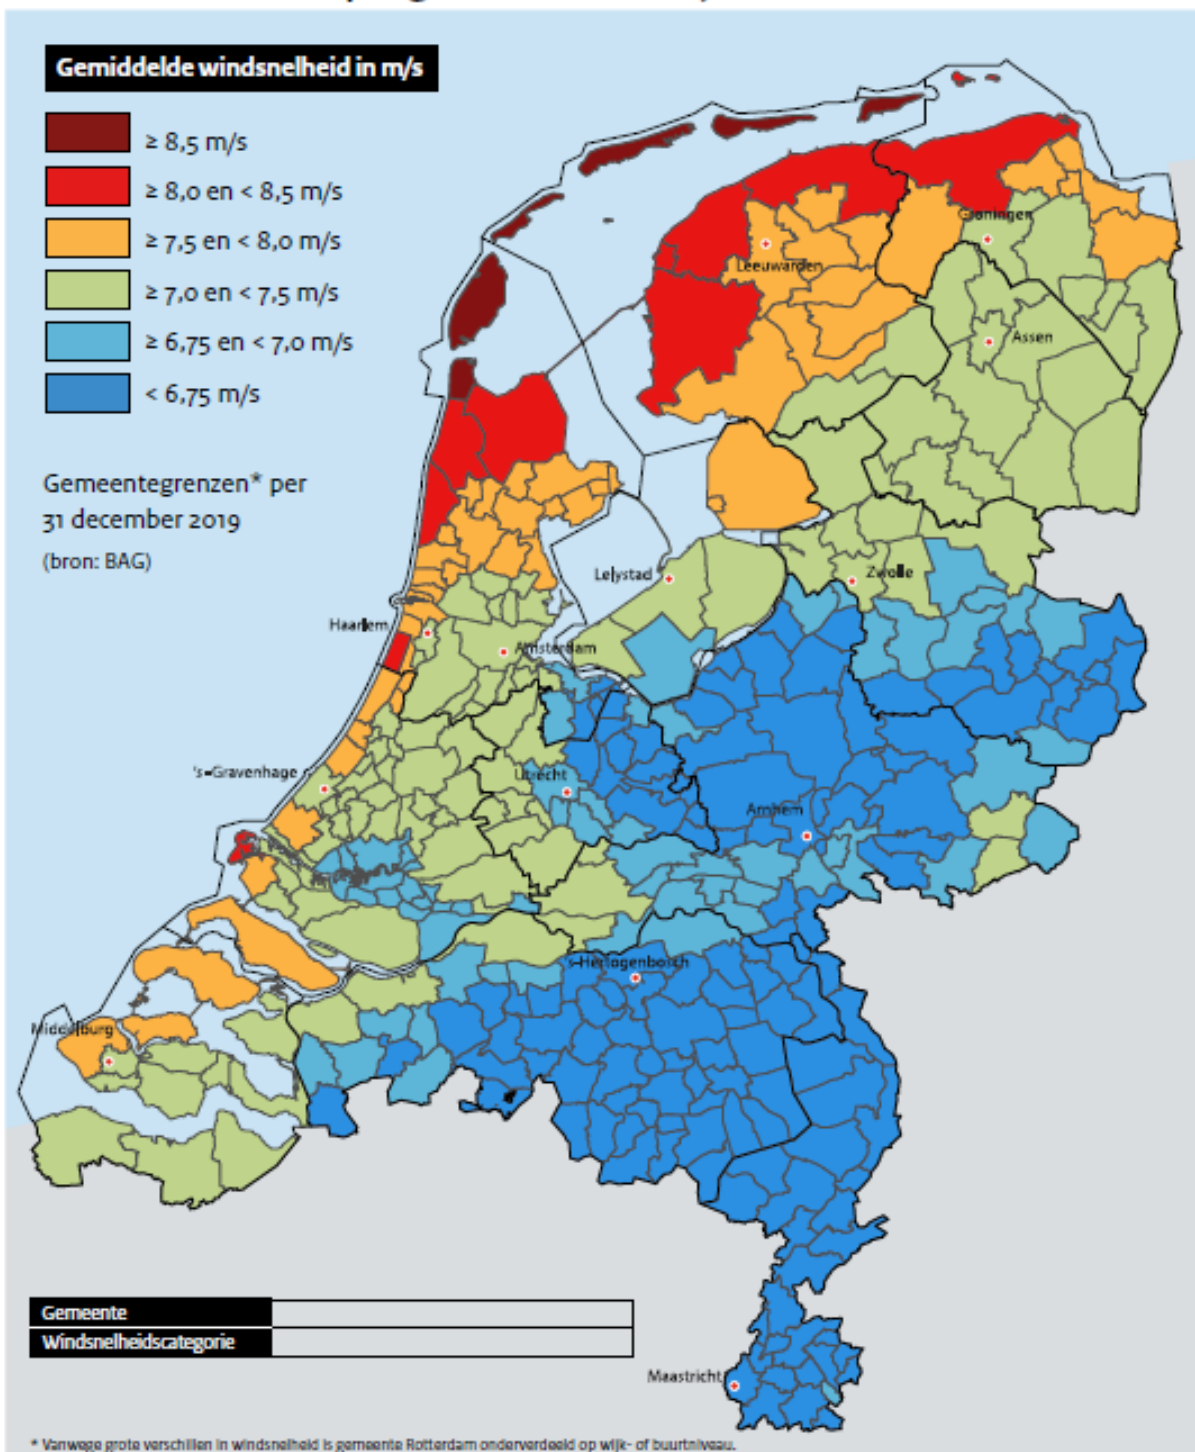 Gemiddelde windsnelheid in m/s
≥ 8,5 m/s
≥ 8,0 en < 8,5 m/s
≥ 7,5 en < 8,0 m/s
≥ 7,0 en < 7,5 m/s
≥ 6,75 en < 7,0 m/s
< 6,75 m/s
Gemeentegrenzen* per
31 december 2019
(bron: BAG)
Groningen
Leeuwarden
Assen
Lelystad
Zwolle
Haarlem
Amsterdam
's-Gravenhage
Utrecht
Arnhem
's-Hertogenbosch
Middelburg
Gemeente
Windsnelheidscategorie
Maastricht
* Vanwege grote verschillen in windsnelheid is gemeente Rotterdam onderverdeeld op wijk- of buurtniveau.